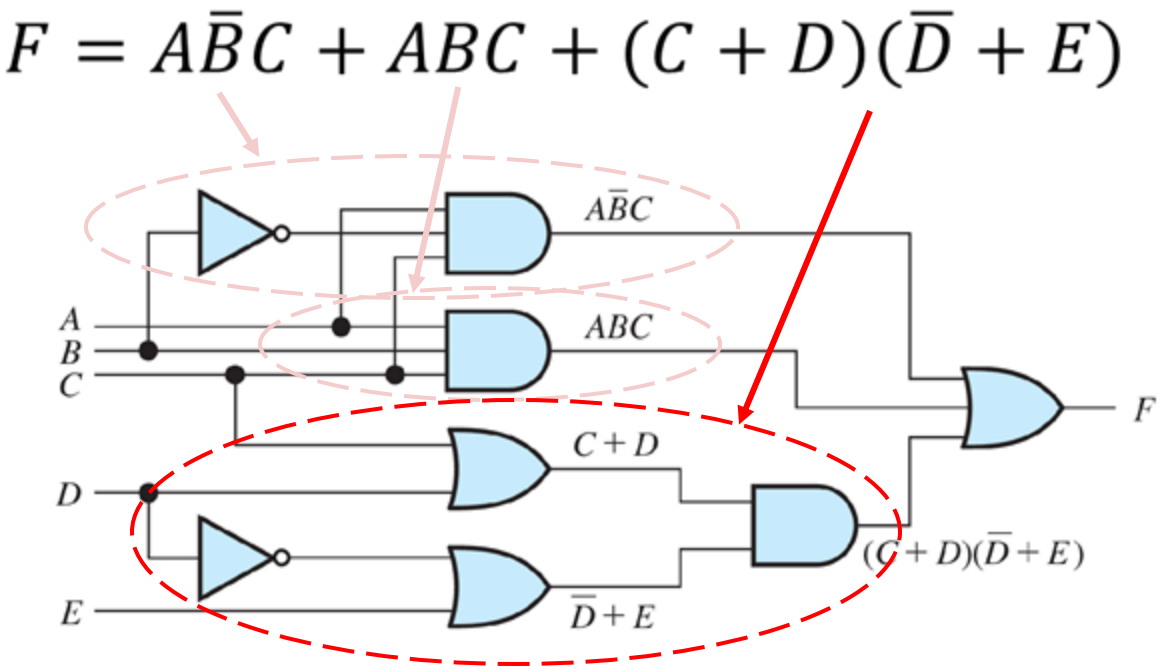 F = AB̅C + ABC + (C + D)(D̅ + E)
AB̅C
A
ABC
B
C
F
C + D
D
(C + D)(D̅ + E)
E
D̅ + E